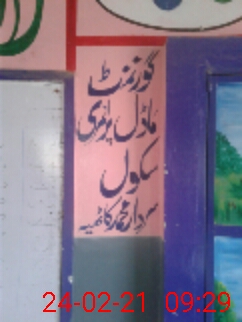 گورنمنٹ
ماڈل پرائمری
سکول
سردار محمد کاٹھیہ
24-02-21 09:29